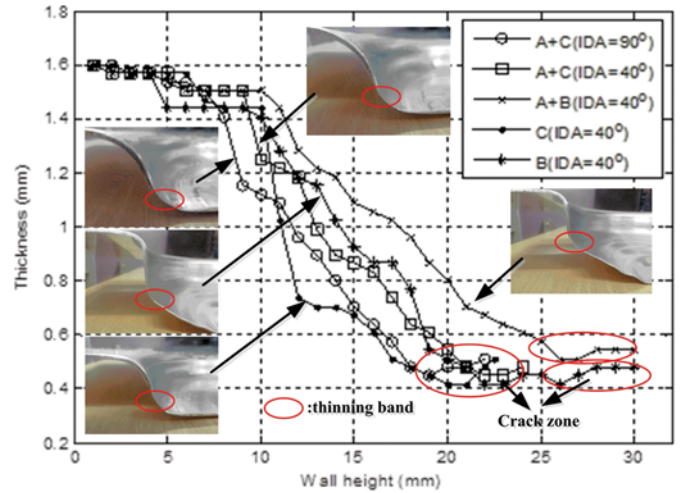 1.8
1.6
1.4
1.2
1
0.8
0.6
0.4
0.2
Thickness (mm)
0 5 10 15 20 25 30 35
Wall height (mm)
A+C(IDA=90°)
A+C(IDA=40°)
A+B(IDA=40°)
C(IDA=40°)
B(IDA=40°)
:thinning band
Crack zone